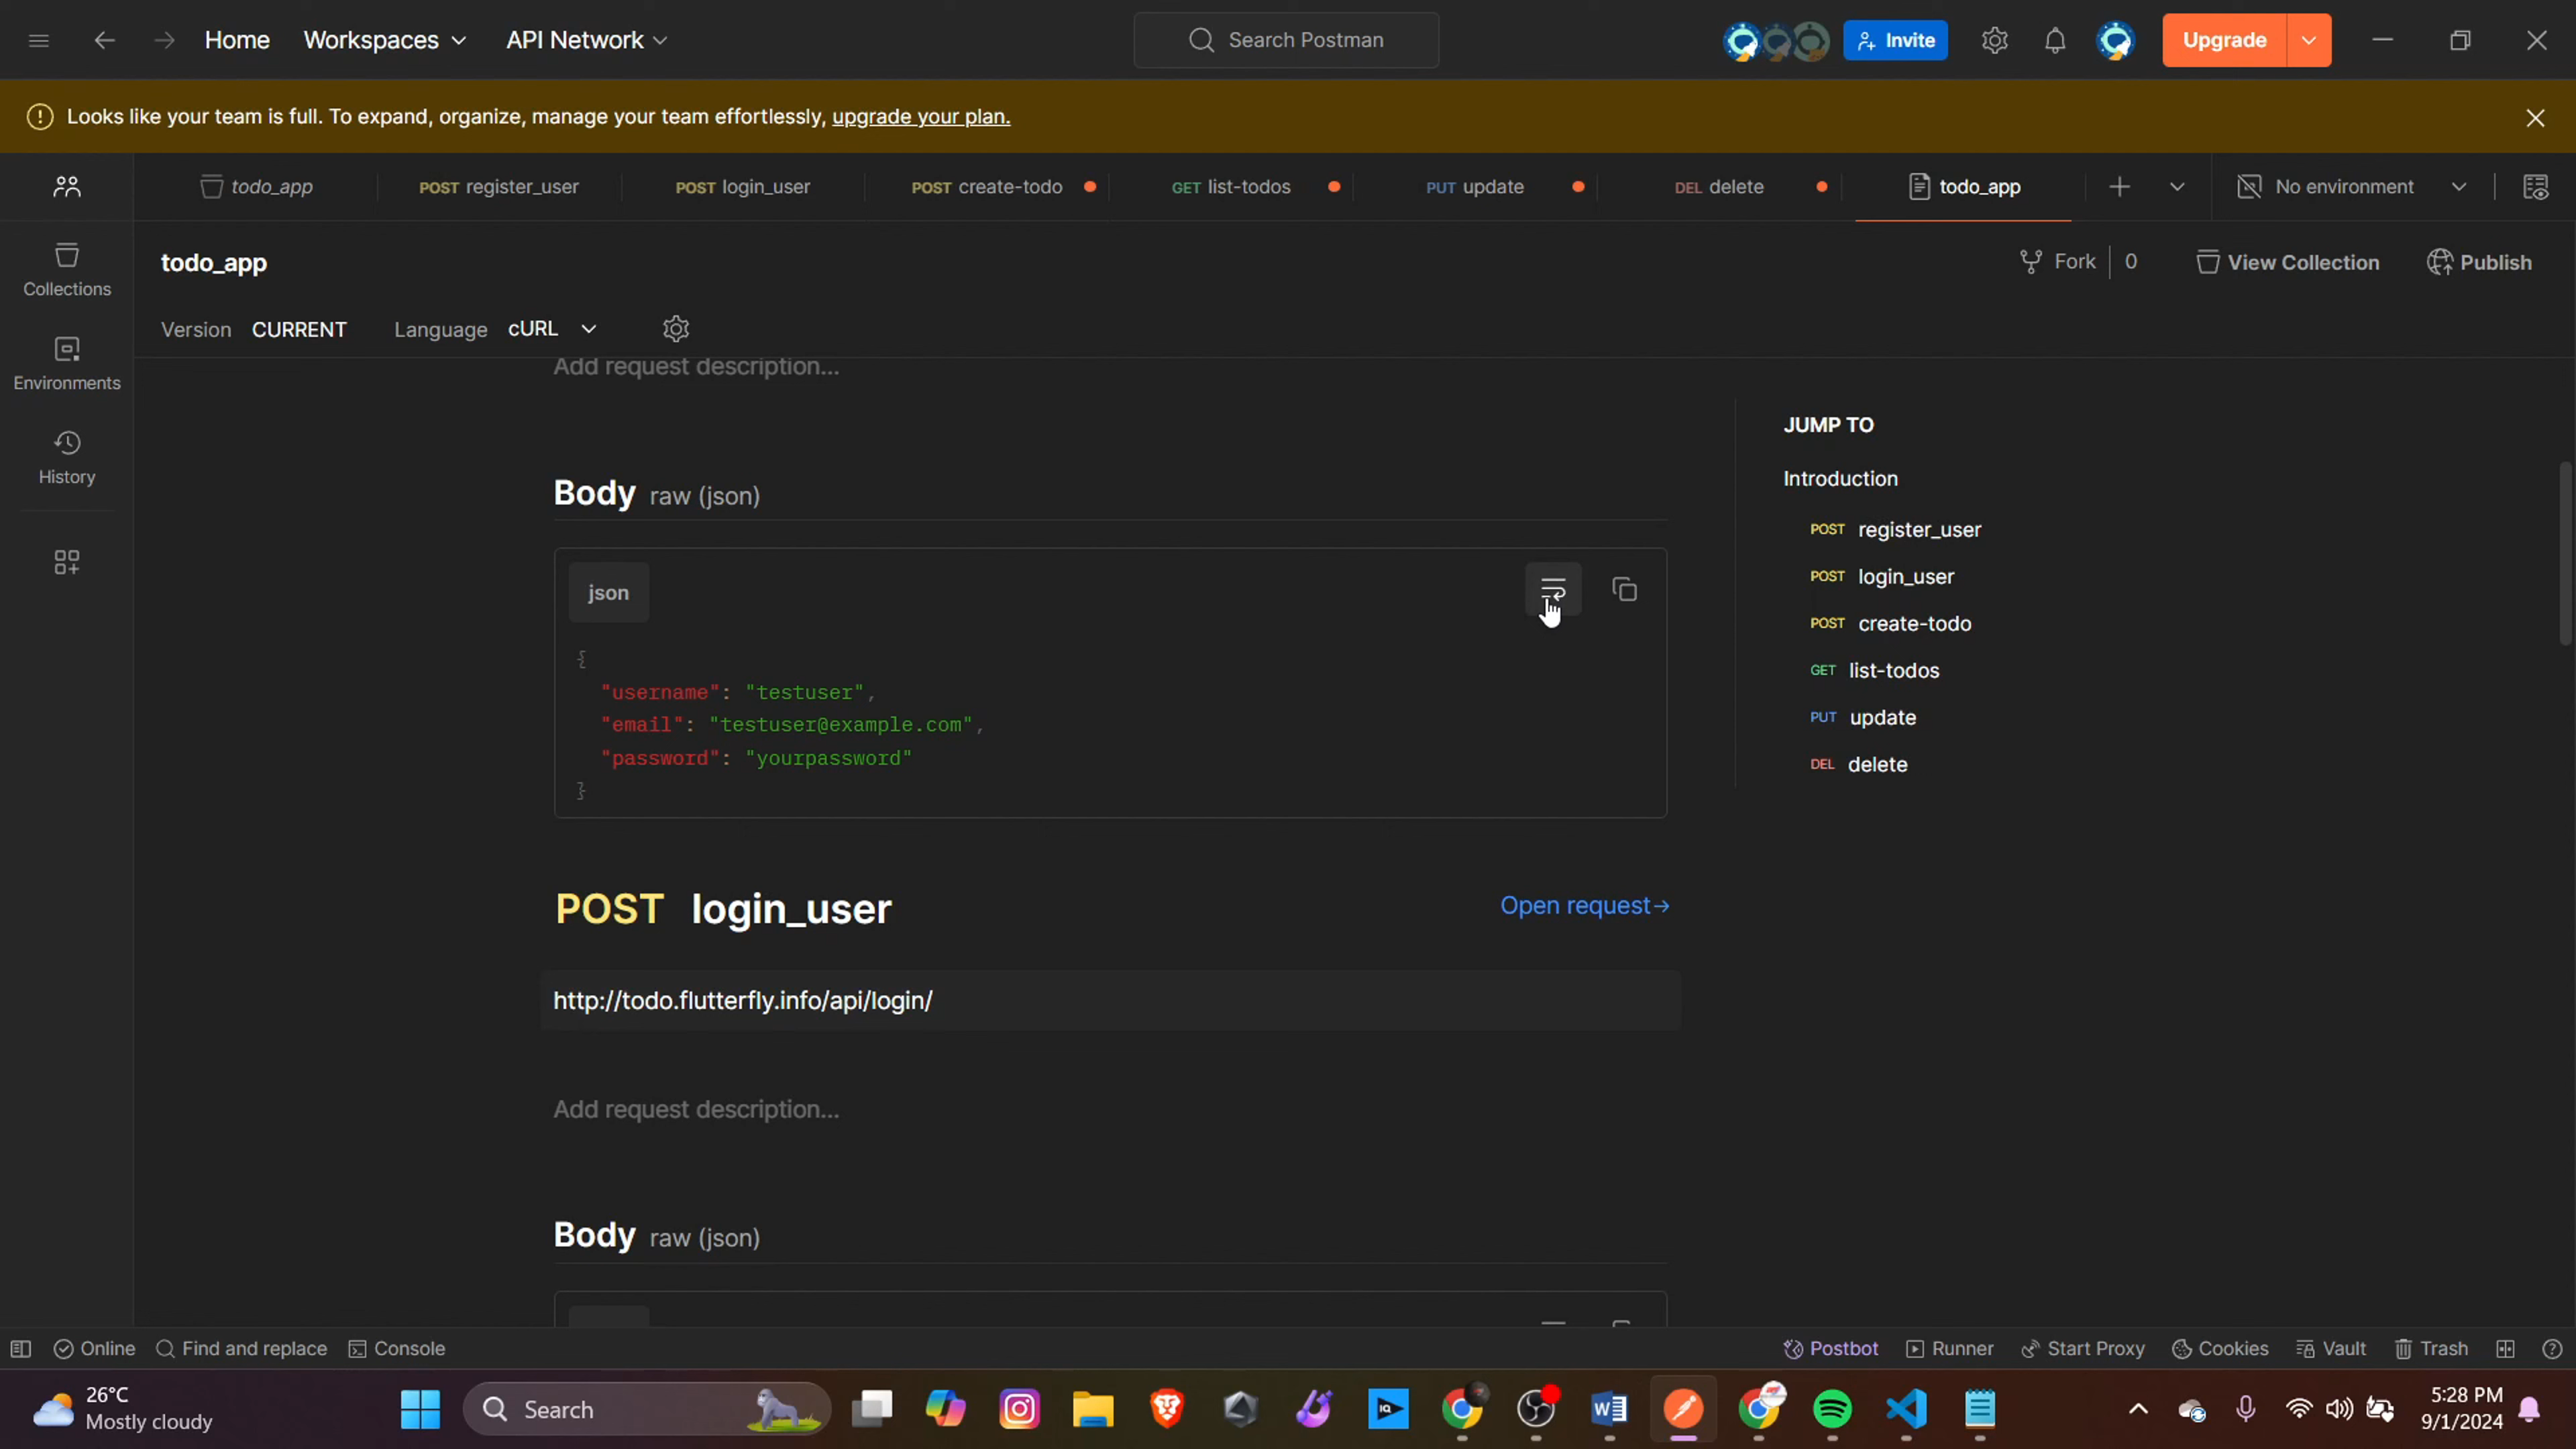 Home Workspaces API Network Search Postman Invite Upgrade
Looks like your team is full. To expand, organize, manage your team effortlessly, upgrade your plan.
todo_app POST register_user POST login_user POST create-todo GET list-todos PUT update DEL delete todo_app No environment
Collections
Environments
History
todo_app Fork 0 View Collection Publish
Version CURRENT Language cURL
Add request description...
Body raw (json)
json
{
"username": "testuser",
"email": "testuser@example.com",
"password": "yourpassword"
}
POST login_user Open request→
http://todo.flutterfly.info/api/login/
Add request description...
Body raw (json)
JUMP TO
Introduction
POST register_user
POST login_user
POST create-todo
GET list-todos
PUT update
DEL delete
Online Find and replace Console Postbot Runner Start Proxy Cookies Vault Trash
26°C
Mostly cloudy
Search
IQ
5:28 PM
9/1/2024